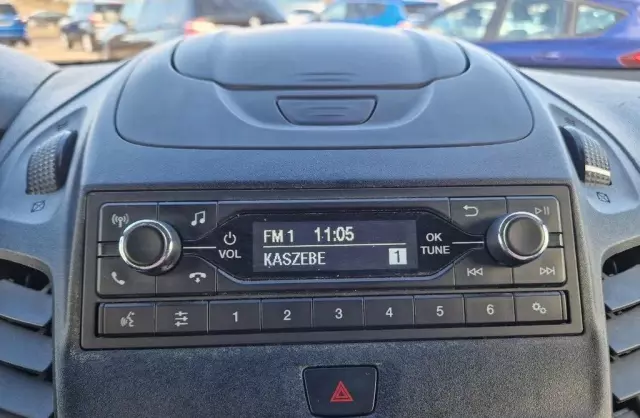 FM 1 11:05
OK
VOL
TUNE
KASZEBE 1
1 2 3 4 5 6